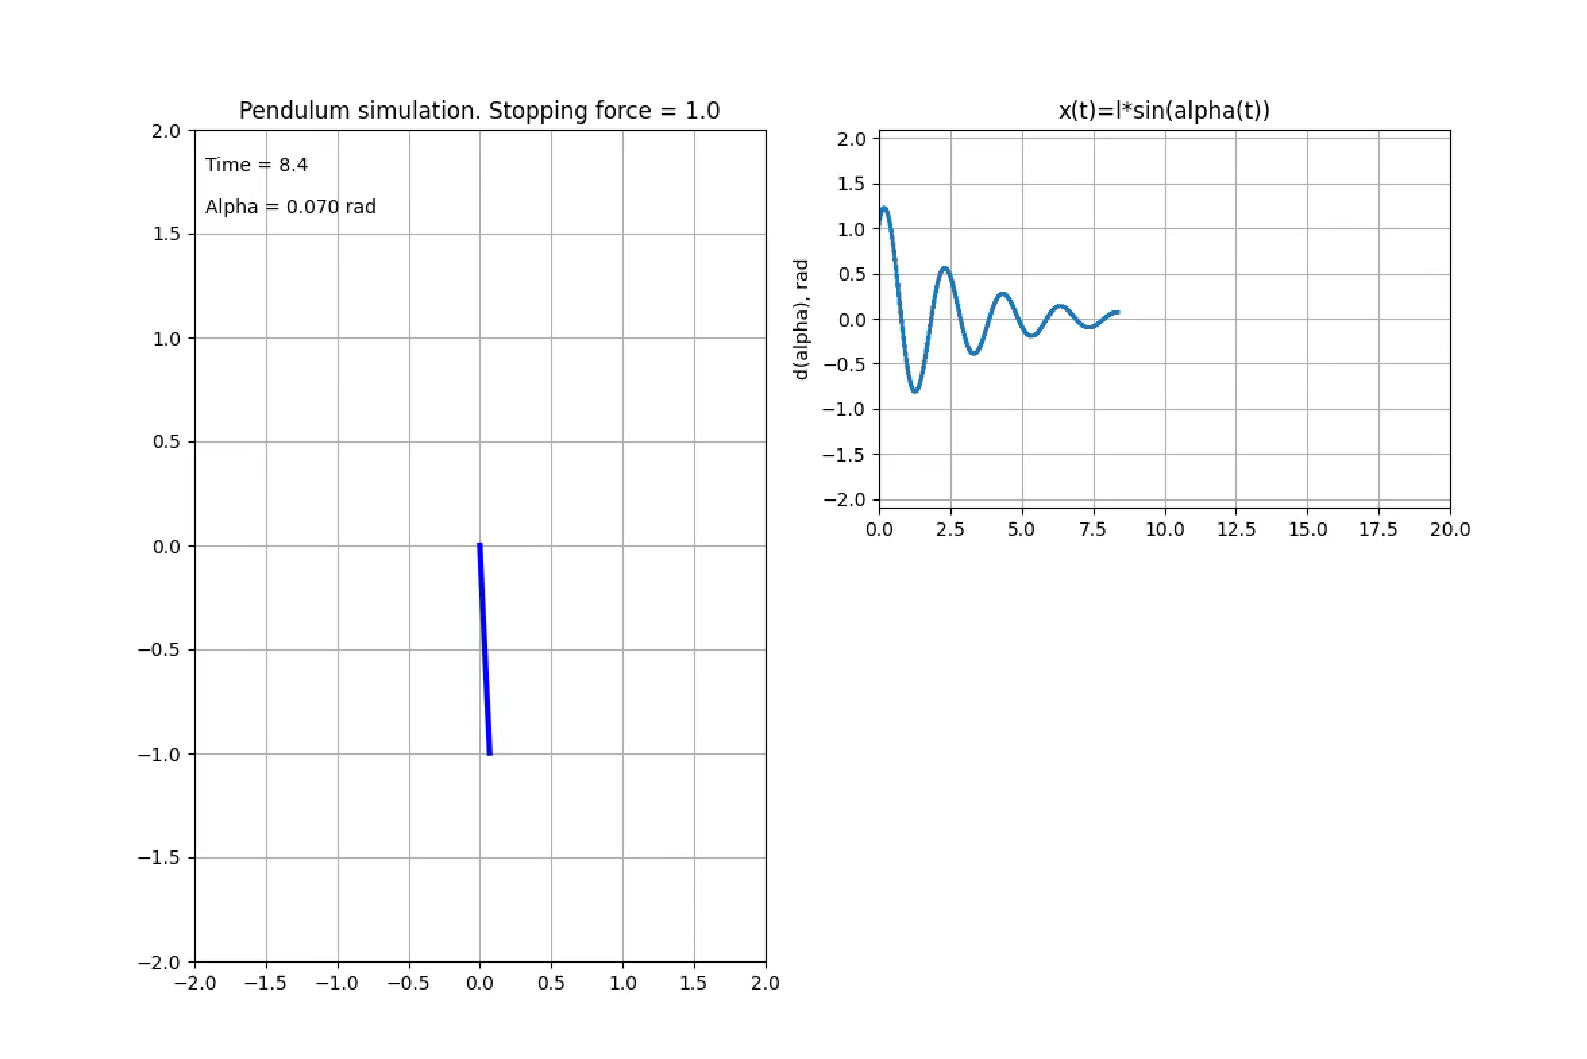 Pendulum simulation. Stopping force = 1.0
2.0
Time = 8.4
Alpha = 0.070 rad
1.5
1.0
0.5
0.0
−0.5
−1.0
−1.5
−2.0
−2.0 −1.5 −1.0 −0.5 0.0 0.5 1.0 1.5 2.0
x(t)=l*sin(alpha(t))
d(alpha), rad
2.0
1.5
1.0
0.5
0.0
−0.5
−1.0
−1.5
−2.0
0.0 2.5 5.0 7.5 10.0 12.5 15.0 17.5 20.0